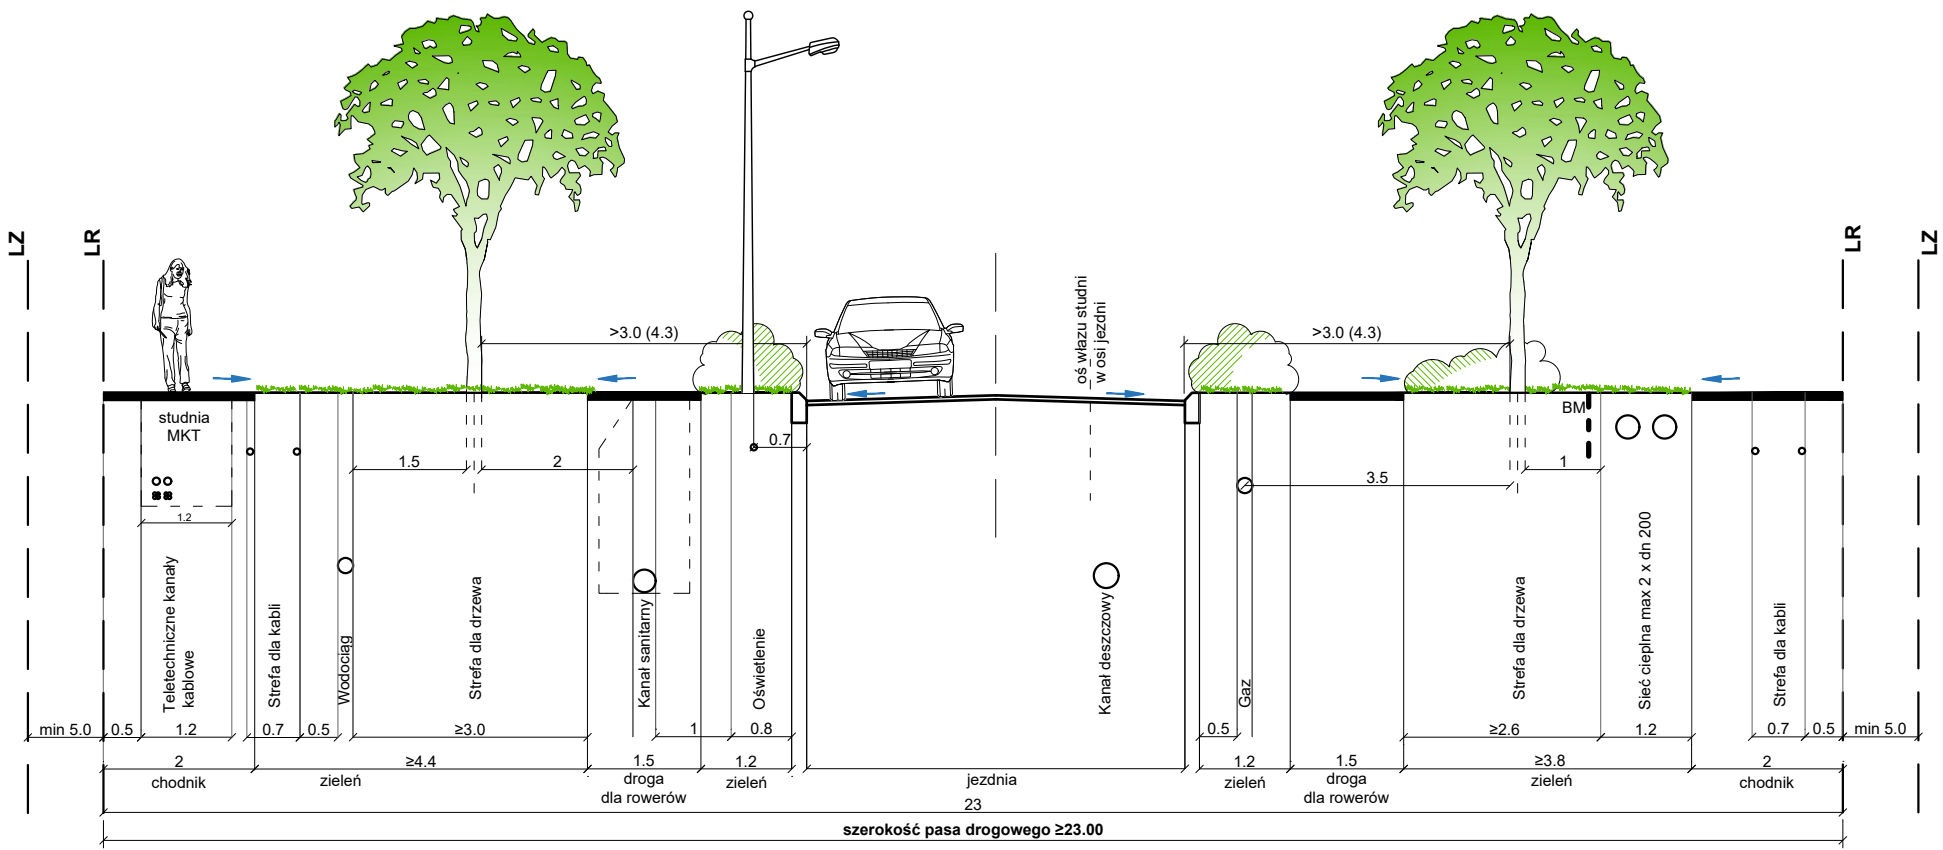 LZ
LR
LR
LZ
>3.0 (4.3)
oś włazu studni
w osi jezdni
>3.0 (4.3)
studnia
MKT
BM
0.7
1.5
2
3.5
1
1.2
Teletechniczne kanały
kablowe
Strefa dla kabli
Wodociąg
Strefa dla drzewa
Kanał sanitarny
Oświetlenie
Kanał deszczowy
Gaz
Strefa dla drzewa
Sieć cieplna max 2 x dn 200
Strefa dla kabli
min 5.0
0.5
1.2
0.7
0.5
≥3.0
1
0.8
0.5
≥2.6
1.2
0.7
0.5
min 5.0
2
≥4.4
1.5
1.2
1.2
1.5
≥3.8
2
chodnik
zieleń
droga
dla rowerów
zieleń
jezdnia
zieleń
droga
dla rowerów
zieleń
chodnik
23
szerokość pasa drogowego ≥23.00